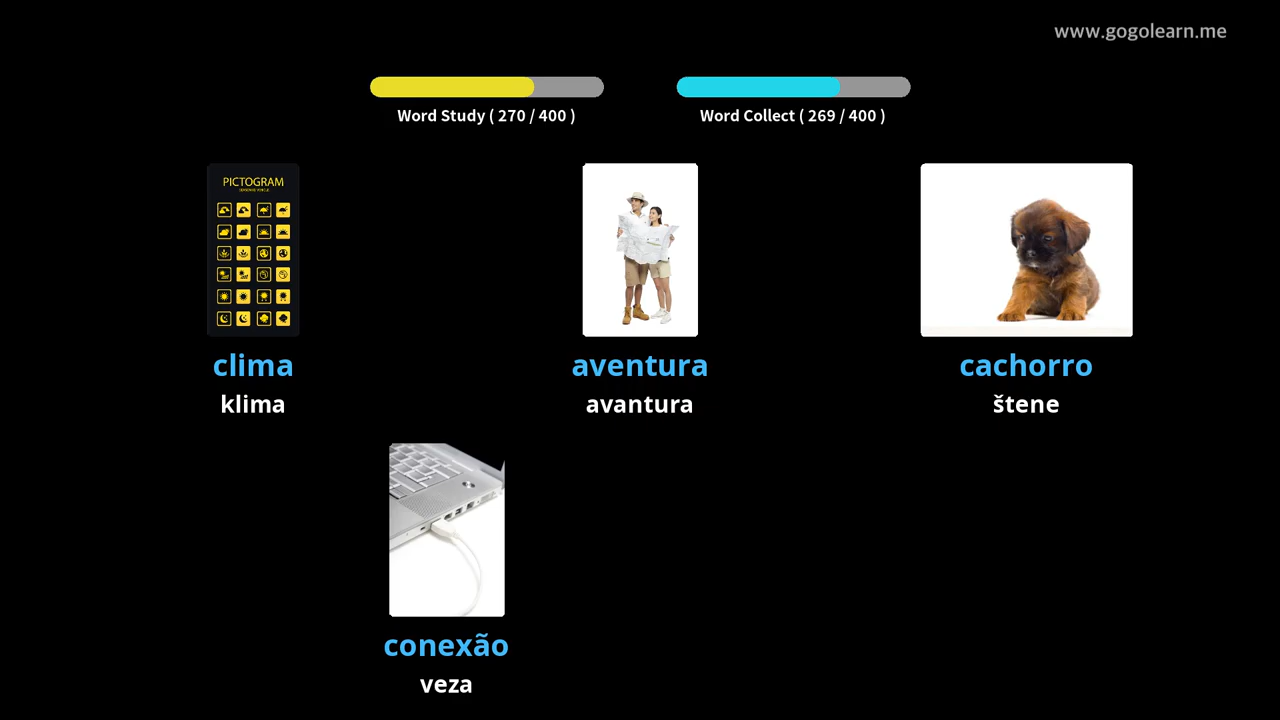 www.gogolearn.me
Word Study ( 270 / 400 )
Word Collect ( 269 / 400 )
PICTOGRAM
clima
klima
aventura
avantura
cachorro
štene
conexão
veza